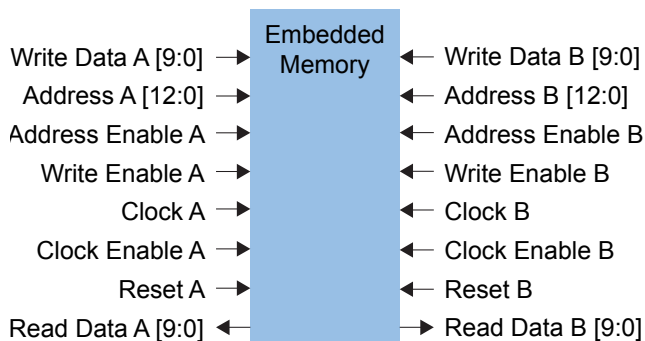 Embedded
Memory
Write Data A [9:0]
Address A [12:0]
Address Enable A
Write Enable A
Clock A
Clock Enable A
Reset A
Read Data A [9:0]
Write Data B [9:0]
Address B [12:0]
Address Enable B
Write Enable B
Clock B
Clock Enable B
Reset B
Read Data B [9:0]